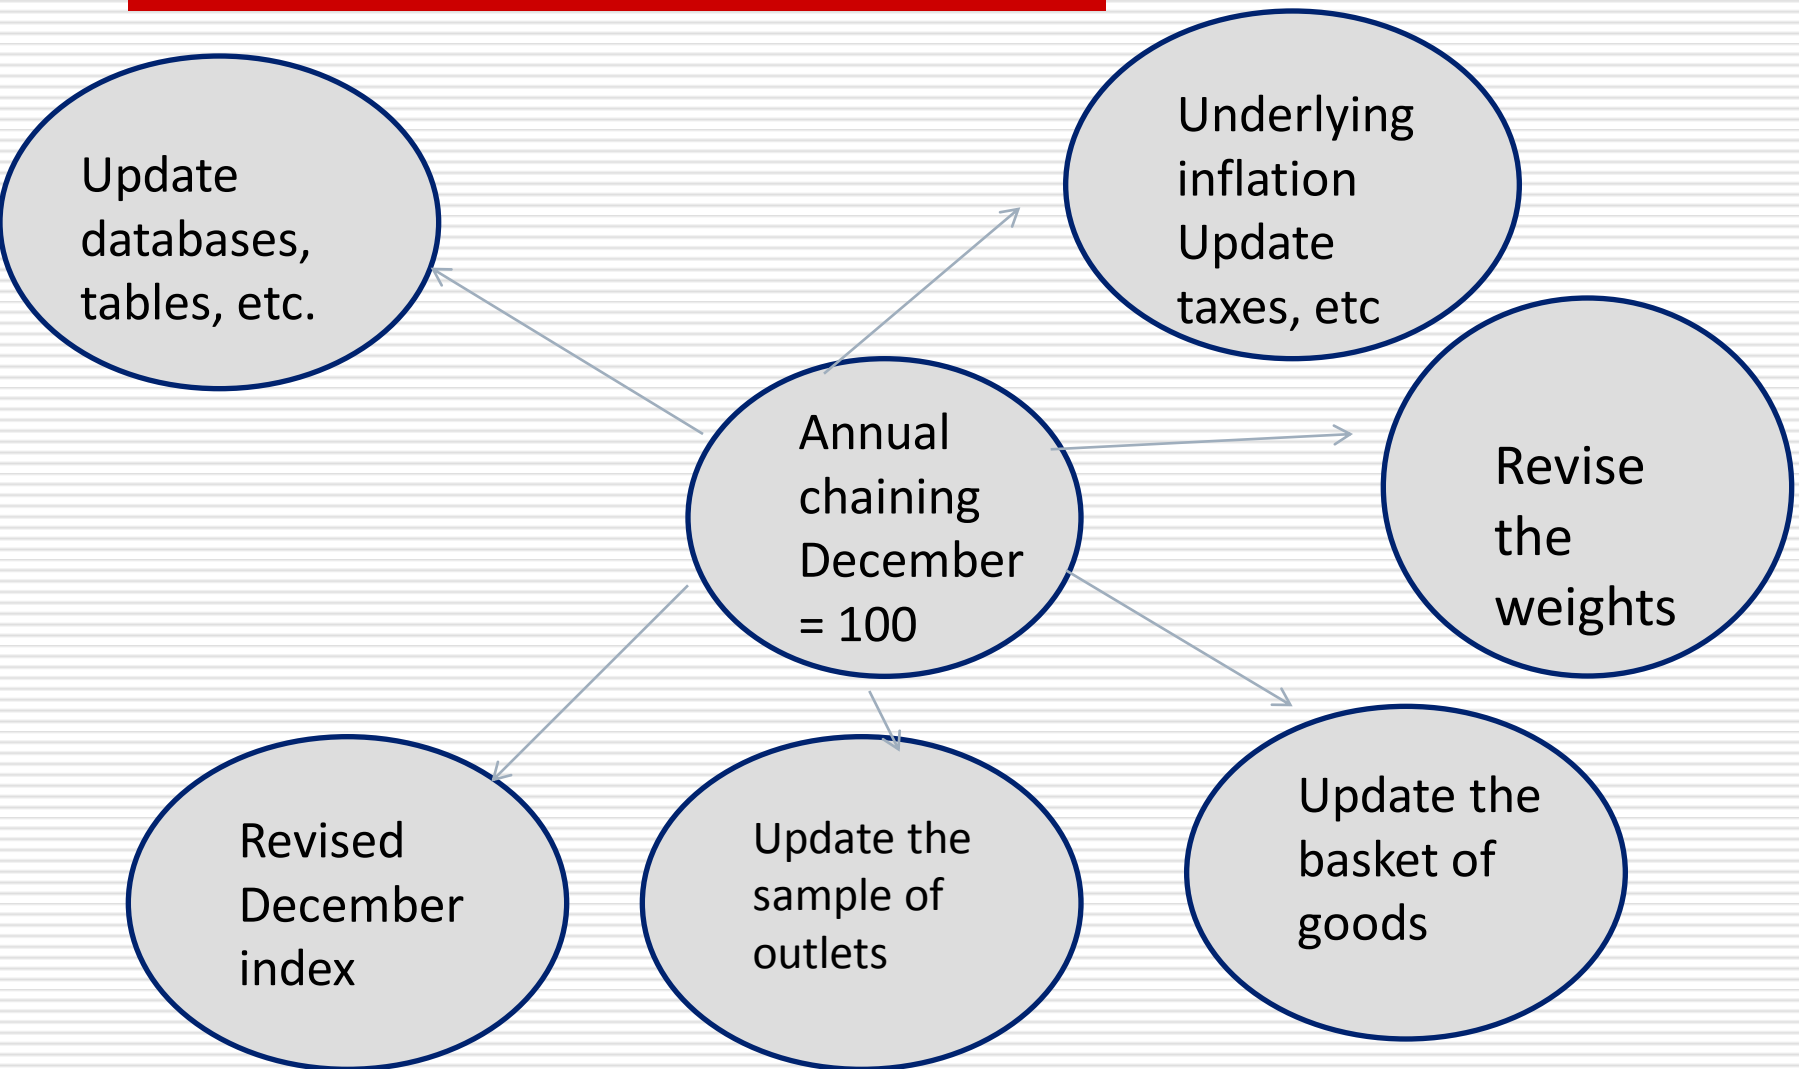 Update
databases,
tables, etc.
Underlying
inflation
Update
taxes, etc
Annual
chaining
December
= 100
Revise
the
weights
Revised
December
index
Update the
sample of
outlets
Update the
basket of
goods